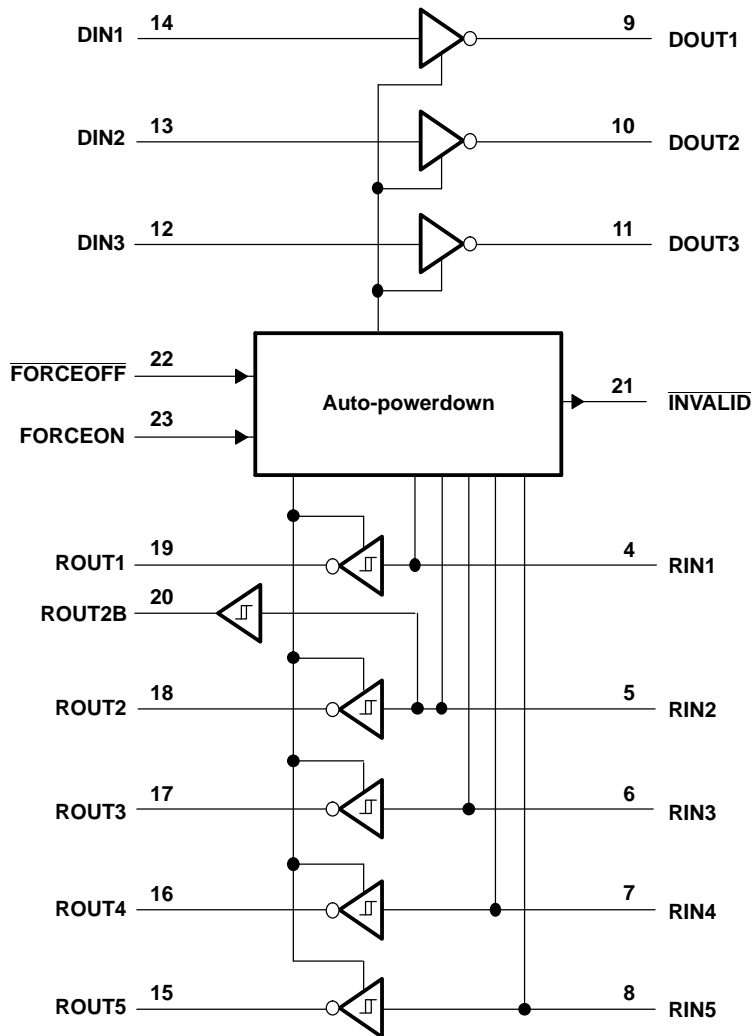 DIN1 14 9 DOUT1
DIN2 13 10 DOUT2
DIN3 12 11 DOUT3
FORCEOFF 22
Auto-powerdown
21 INVALID
FORCEON 23
ROUT1 19 4 RIN1
ROUT2B 20
ROUT2 18 5 RIN2
ROUT3 17 6 RIN3
ROUT4 16 7 RIN4
ROUT5 15 8 RIN5